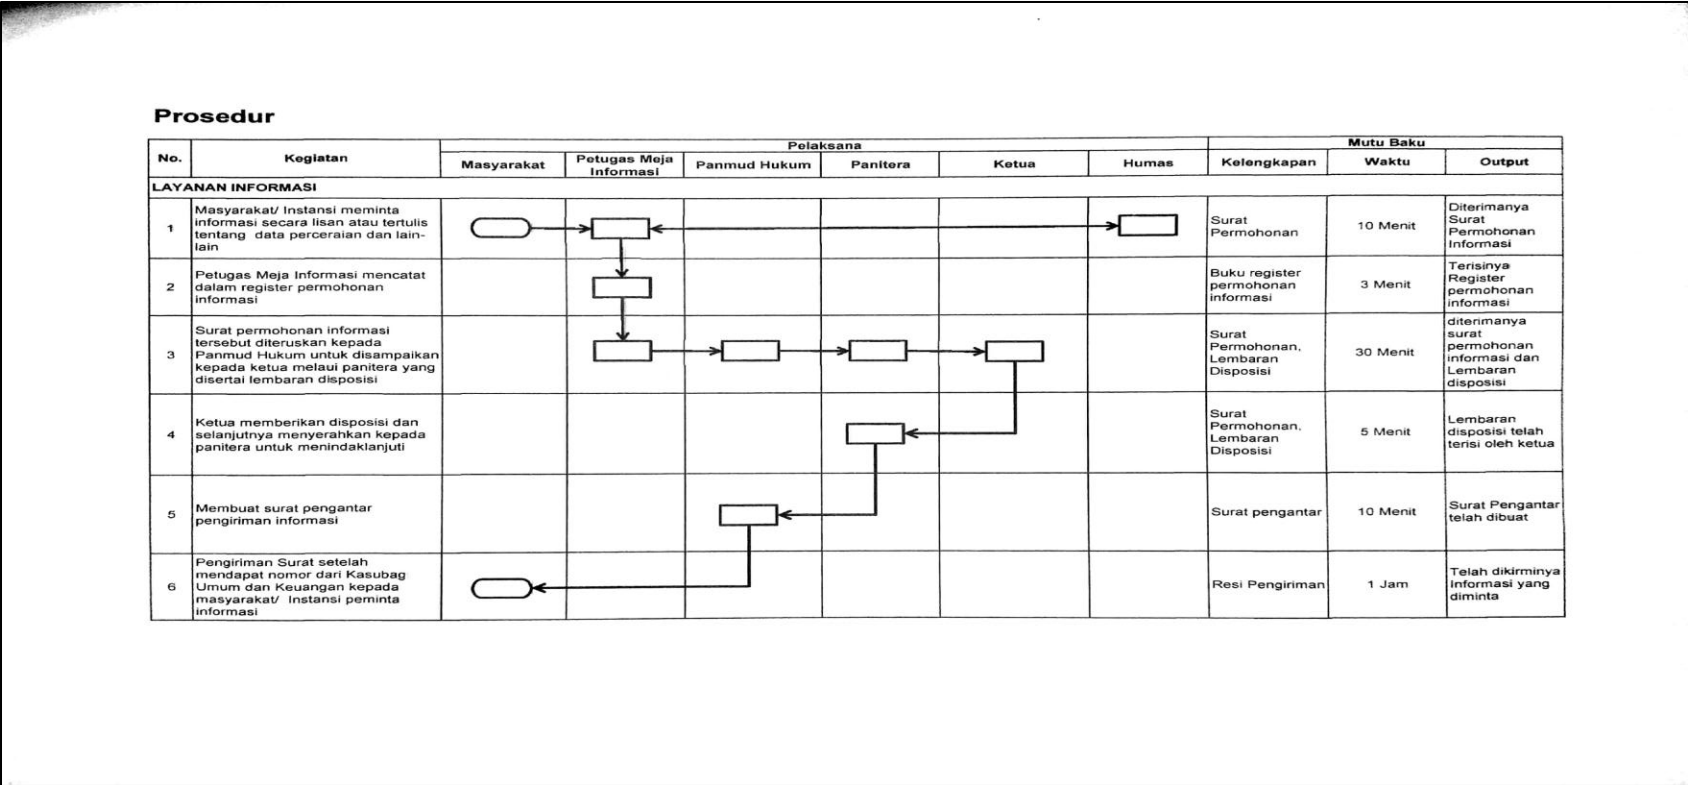 Prosedur
No.
Kegiatan
Pelaksana
Mutu Baku
Masyarakat
Petugas Meja
Informasi
Panmud Hukum
Panitera
Ketua
Humas
Kelengkapan
Waktu
Output
LAYANAN INFORMASI
1
Masyarakat/ Instansi meminta
informasi secara lisan atau tertulis
tentang data perceraian dan lain-
lain
Surat
Permohonan
10 Menit
Diterimanya
Surat
Permohonan
Informasi
2
Petugas Meja Informasi mencatat
dalam register permohonan
informasi
Buku register
permohonan
informasi
3 Menit
Terisinya
Register
permohonan
informasi
3
Surat permohonan informasi
tersebut diteruskan kepada
Panmud Hukum untuk disampaikan
kepada ketua melaui panitera yang
disertai lembaran disposisi
Surat
Permohonan,
Lembaran
Disposisi
30 Menit
diterimanya
surat
permohonan
informasi dan
Lembaran
disposisi
4
Ketua memberikan disposisi dan
selanjutnya menyerahkan kepada
panitera untuk menindaklanjuti
Surat
Permohonan,
Lembaran
Disposisi
5 Menit
Lembaran
disposisi telah
terisi oleh ketua
5
Membuat surat pengantar
pengiriman informasi
Surat pengantar
10 Menit
Surat Pengantar
telah dibuat
6
Pengiriman Surat setelah
mendapat nomor dari Kasubag
Umum dan Keuangan kepada
masyarakat/ Instansi peminta
informasi
Resi Pengiriman
1 Jam
Telah dikirminya
Informasi yang
diminta